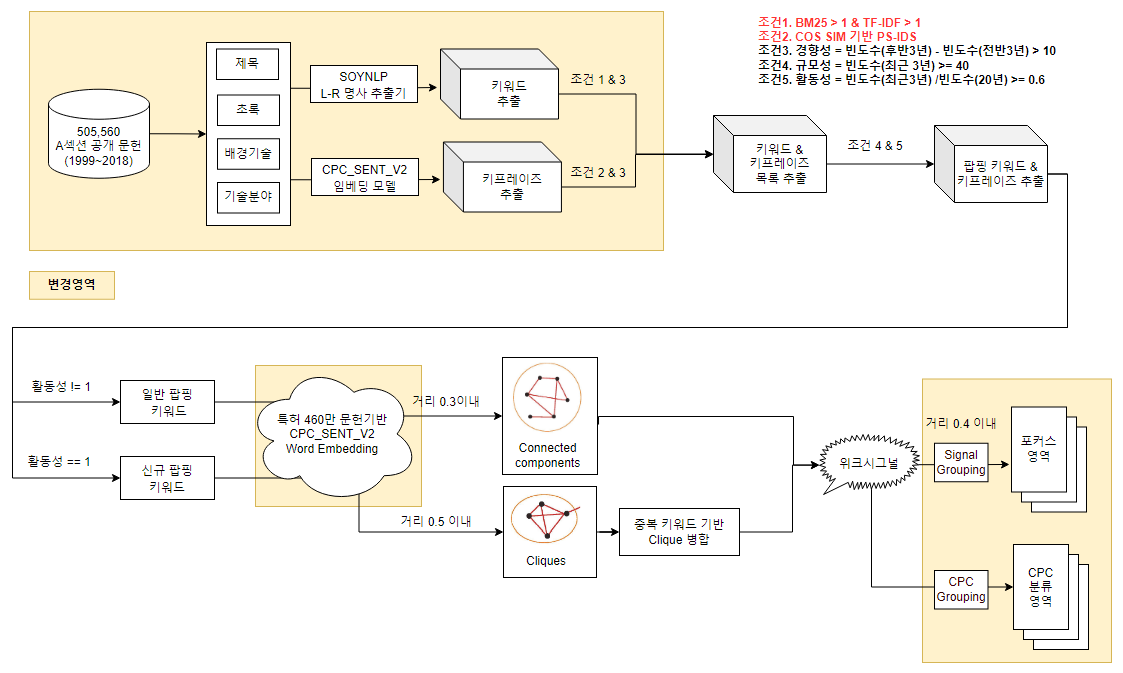 조건1. BM25 > 1 & TF-IDF > 1
조건2. COS SIM 기반 PS-IDS
조건3. 경향성 = 빈도수(후반3년) - 빈도수(전반3년) > 10
조건4. 규모성 = 빈도수(최근 3년) >= 40
조건5. 활동성 = 빈도수(최근3년) /빈도수(20년) >= 0.6
505,560
A섹션 공개 문헌
(1999~2018)
제목
초록
배경기술
기술분야
SOYNLP
L-R 명사 추출기
CPC_SENT_V2
임베딩 모델
키워드
추출
키프레이즈
추출
조건 1 & 3
조건 2 & 3
키워드 &
키프레이즈
목록 추출
조건 4 & 5
팝핑 키워드 &
키프레이즈 추출
변경영역
활동성 != 1
일반 팝핑
키워드
활동성 == 1
신규 팝핑
키워드
특허 460만 문헌기반
CPC_SENT_V2
Word Embedding
거리 0.3이내
Connected
components
거리 0.5 이내
Cliques
중복 키워드 기반
Clique 병합
위크시그널
거리 0.4 이내
Signal
Grouping
포커스
영역
CPC
Grouping
CPC
분류
영역